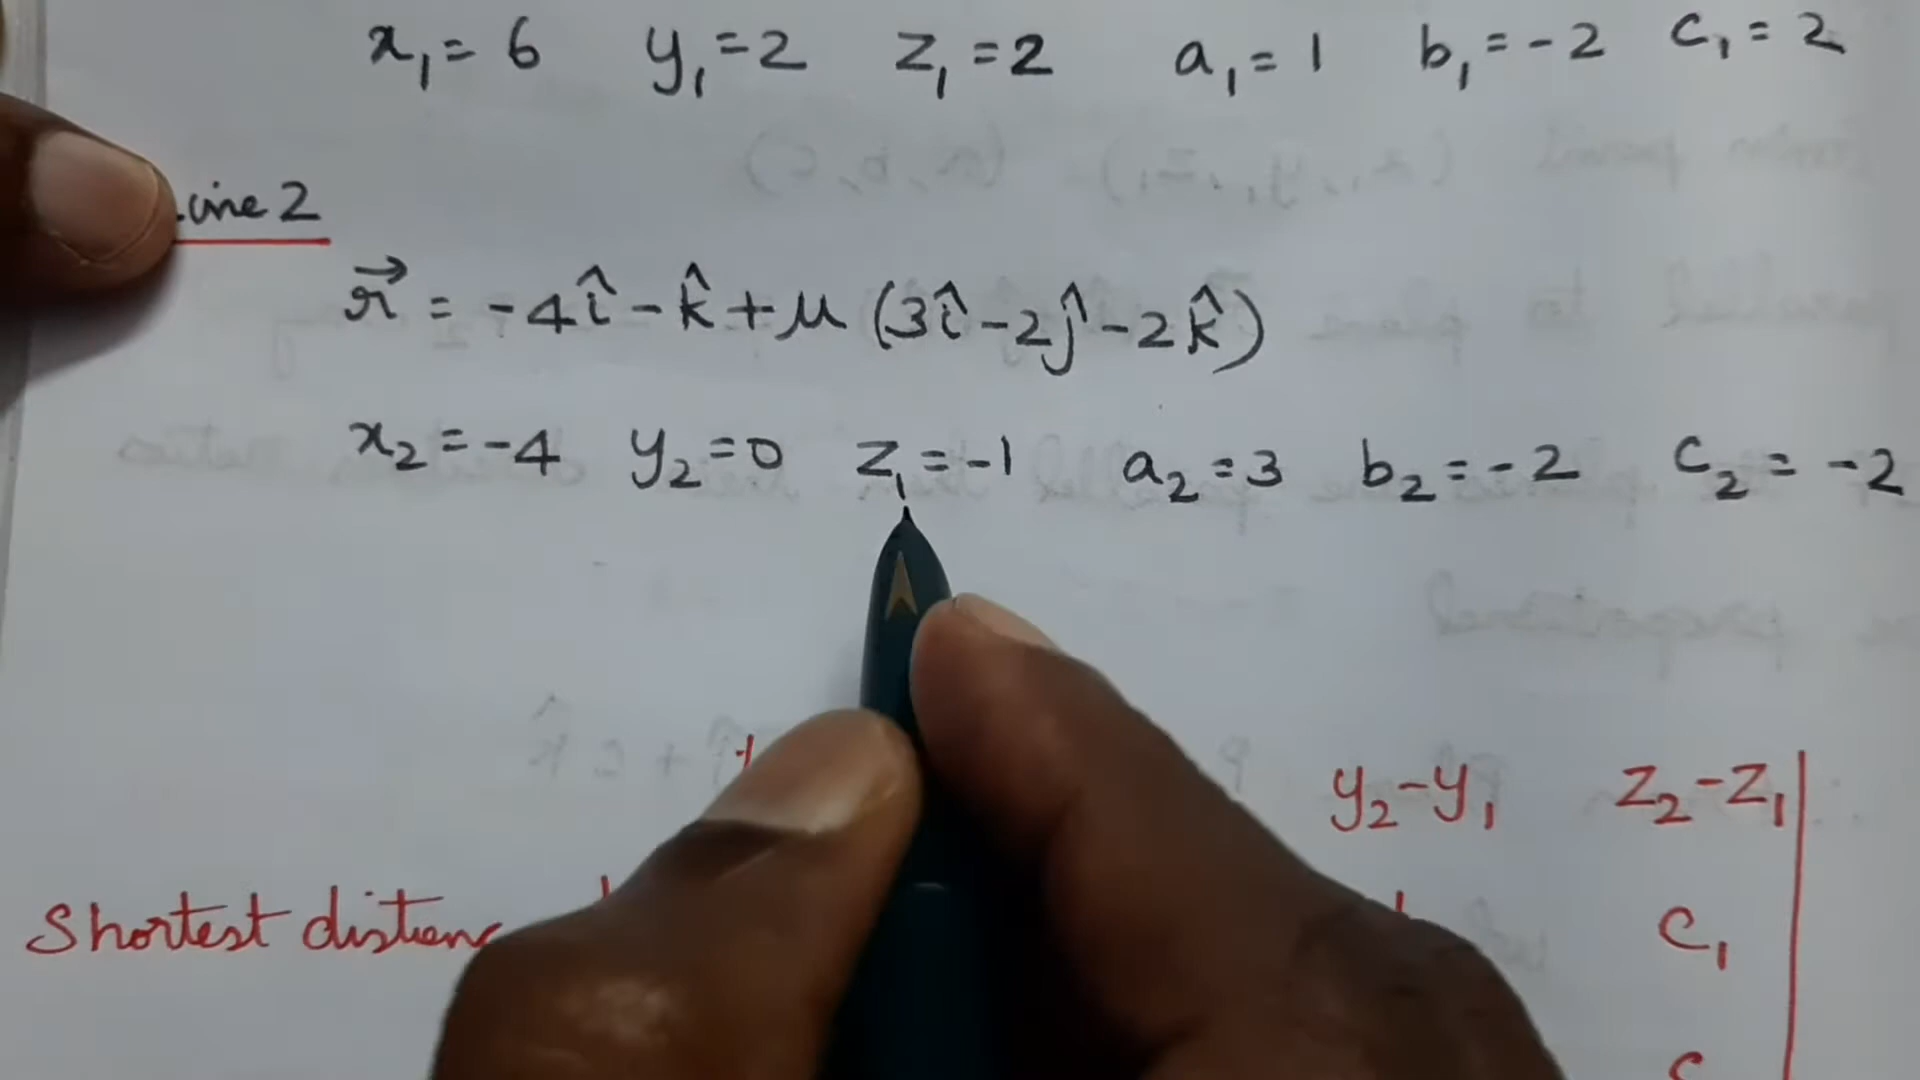 x₁ = 6 y₁ = 2 z₁ = 2 a₁ = 1 b₁ = -2 c₁ = 2
Line 2
r⃗ = -4î - k̂ + μ (3î - 2ĵ - 2k̂)
x₂ = -4 y₂ = 0 z₁ = -1 a₂ = 3 b₂ = -2 c₂ = -2
y₂-y₁ z₂-z₁
Shortest c₁